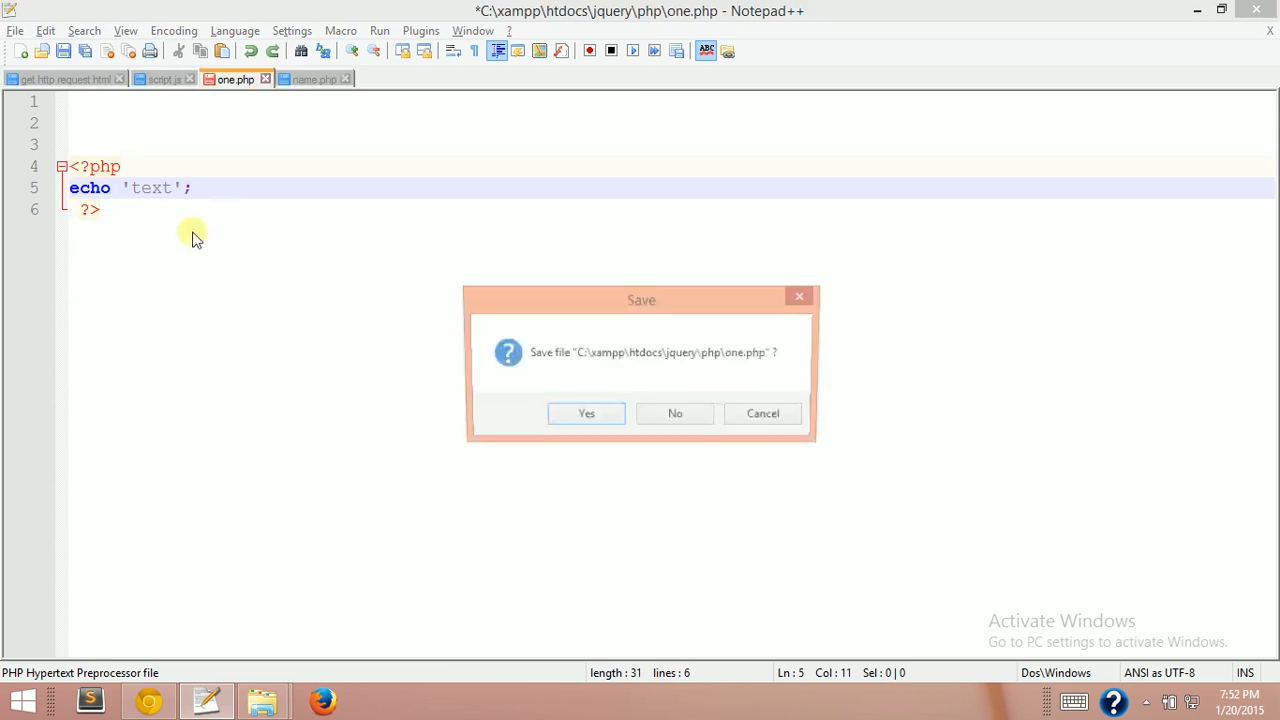 *C:\xampp\htdocs\jquery\php\one.php - Notepad++
File Edit Search View Encoding Language Settings Macro Run Plugins Window ? X
ABC
get http request.html script.js one.php name.php
1
2
3
4 <?php
5 echo 'text';
6 ?>
Save
Save file "C:\xampp\htdocs\jquery\php\one.php" ?
Yes No Cancel
Activate Windows
Go to PC settings to activate Windows.
PHP Hypertext Preprocessor file length : 31 lines : 6 Ln : 5 Col : 11 Sel : 0 | 0 Dos\Windows ANSI as UTF-8 INS
7:52 PM
1/20/2015